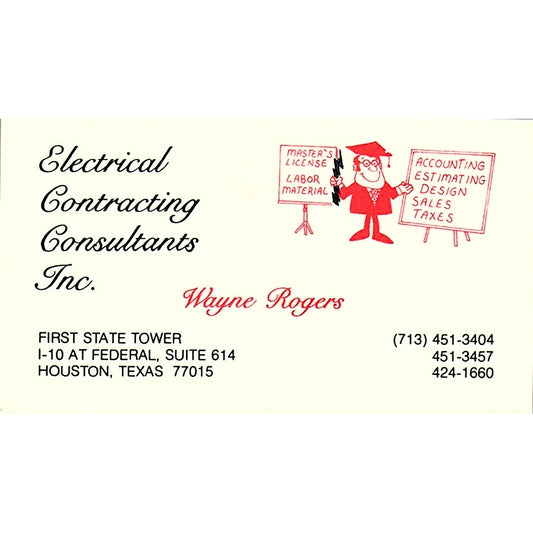 Electrical
Contracting
Consultants
Inc.
MASTER'S
LICENSE
LABOR
MATERIAL
ACCOUNTING
ESTIMATING
DESIGN
SALES
TAXES
Wayne Rogers
FIRST STATE TOWER
I-10 AT FEDERAL, SUITE 614
HOUSTON, TEXAS 77015
(713) 451-3404
451-3457
424-1660